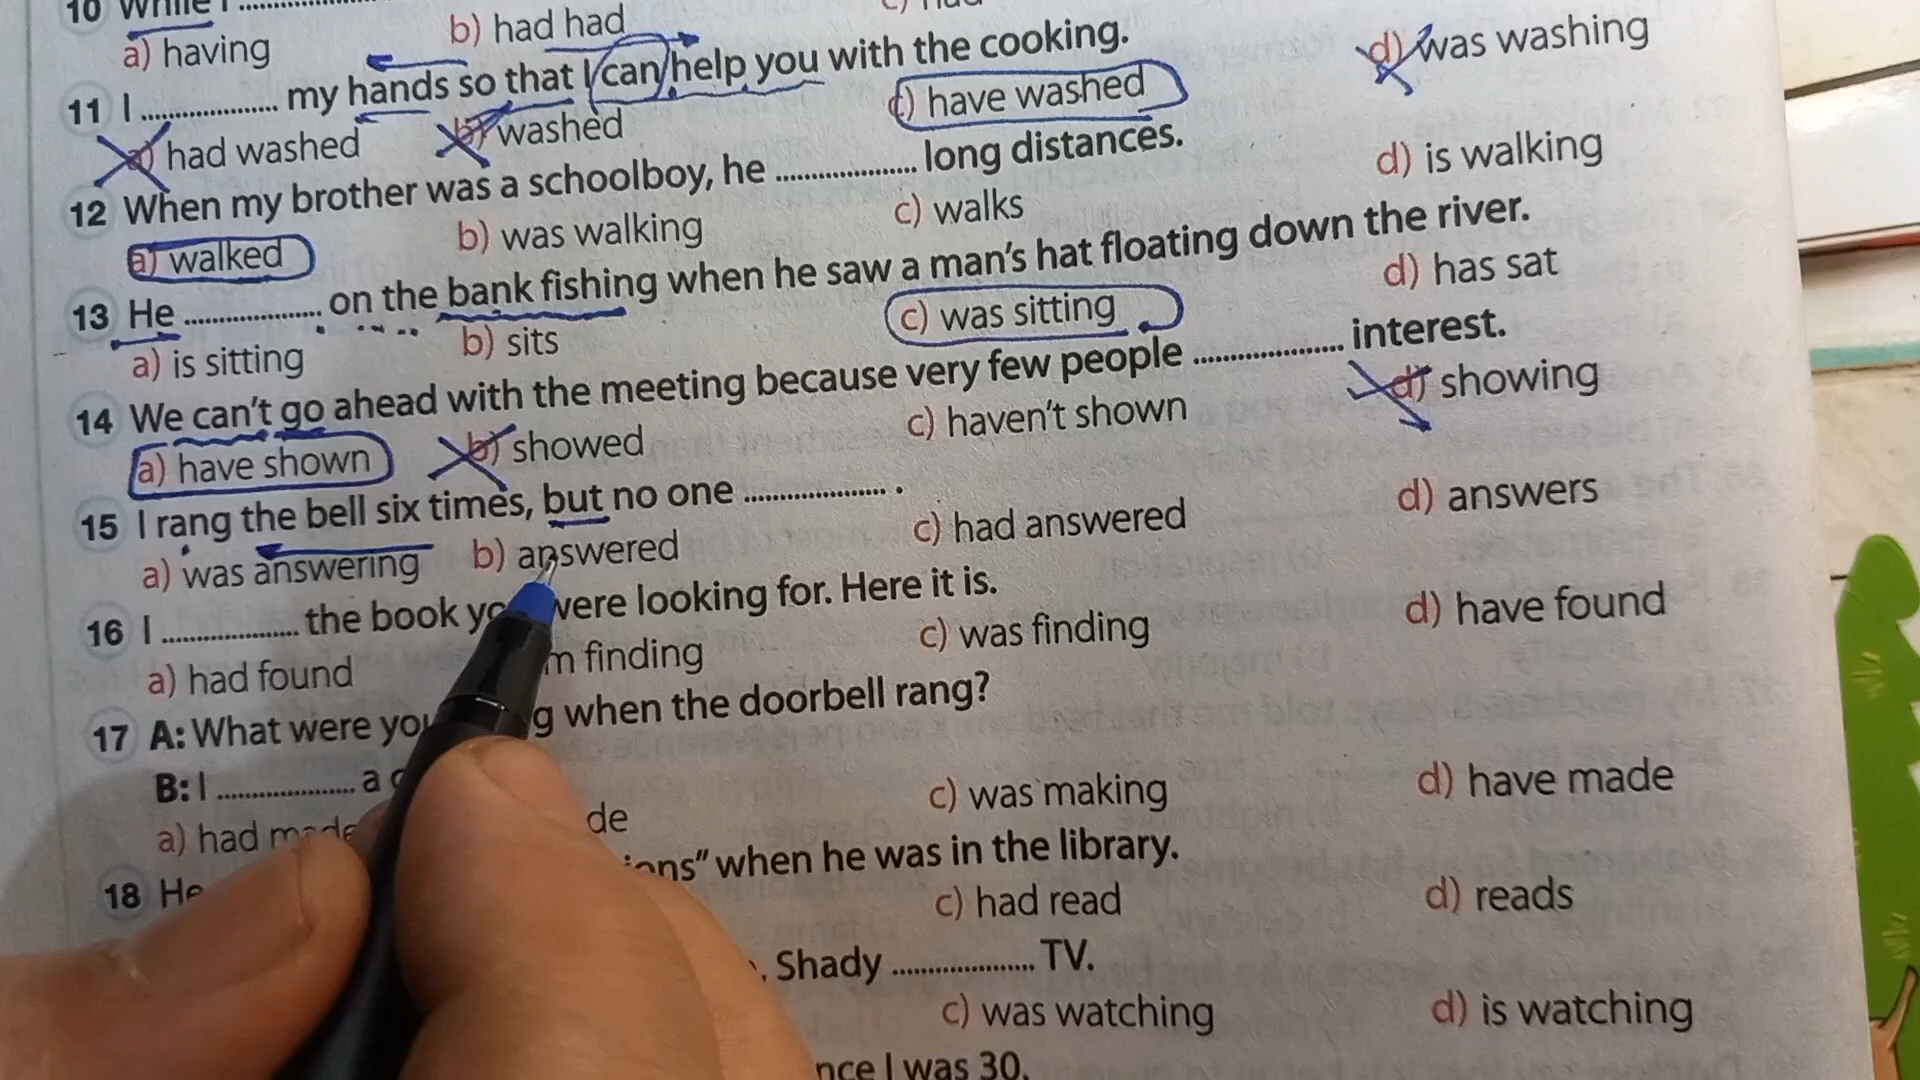 10 While I ....................
a) having b) had had c) had
11 I .................... my hands so that I can help you with the cooking.
a) had washed b) washed c) have washed d) was washing
12 When my brother was a schoolboy, he .................... long distances.
a) walked b) was walking c) walks d) is walking
13 He .................... on the bank fishing when he saw a man's hat floating down the river.
a) is sitting b) sits c) was sitting d) has sat
14 We can't go ahead with the meeting because very few people .................... interest.
a) have shown b) showed c) haven't shown d) showing
15 I rang the bell six times, but no one .................... .
a) was answering b) answered c) had answered d) answers
16 I .................... the book you were looking for. Here it is.
a) had found finding c) was finding d) have found
17 A: What were you when the doorbell rang?
B: I .................... a
a) had made c) was making d) have made
18 He when he was in the library.
c) had read d) reads
Shady .................... TV.
c) was watching d) is watching
I was 30.